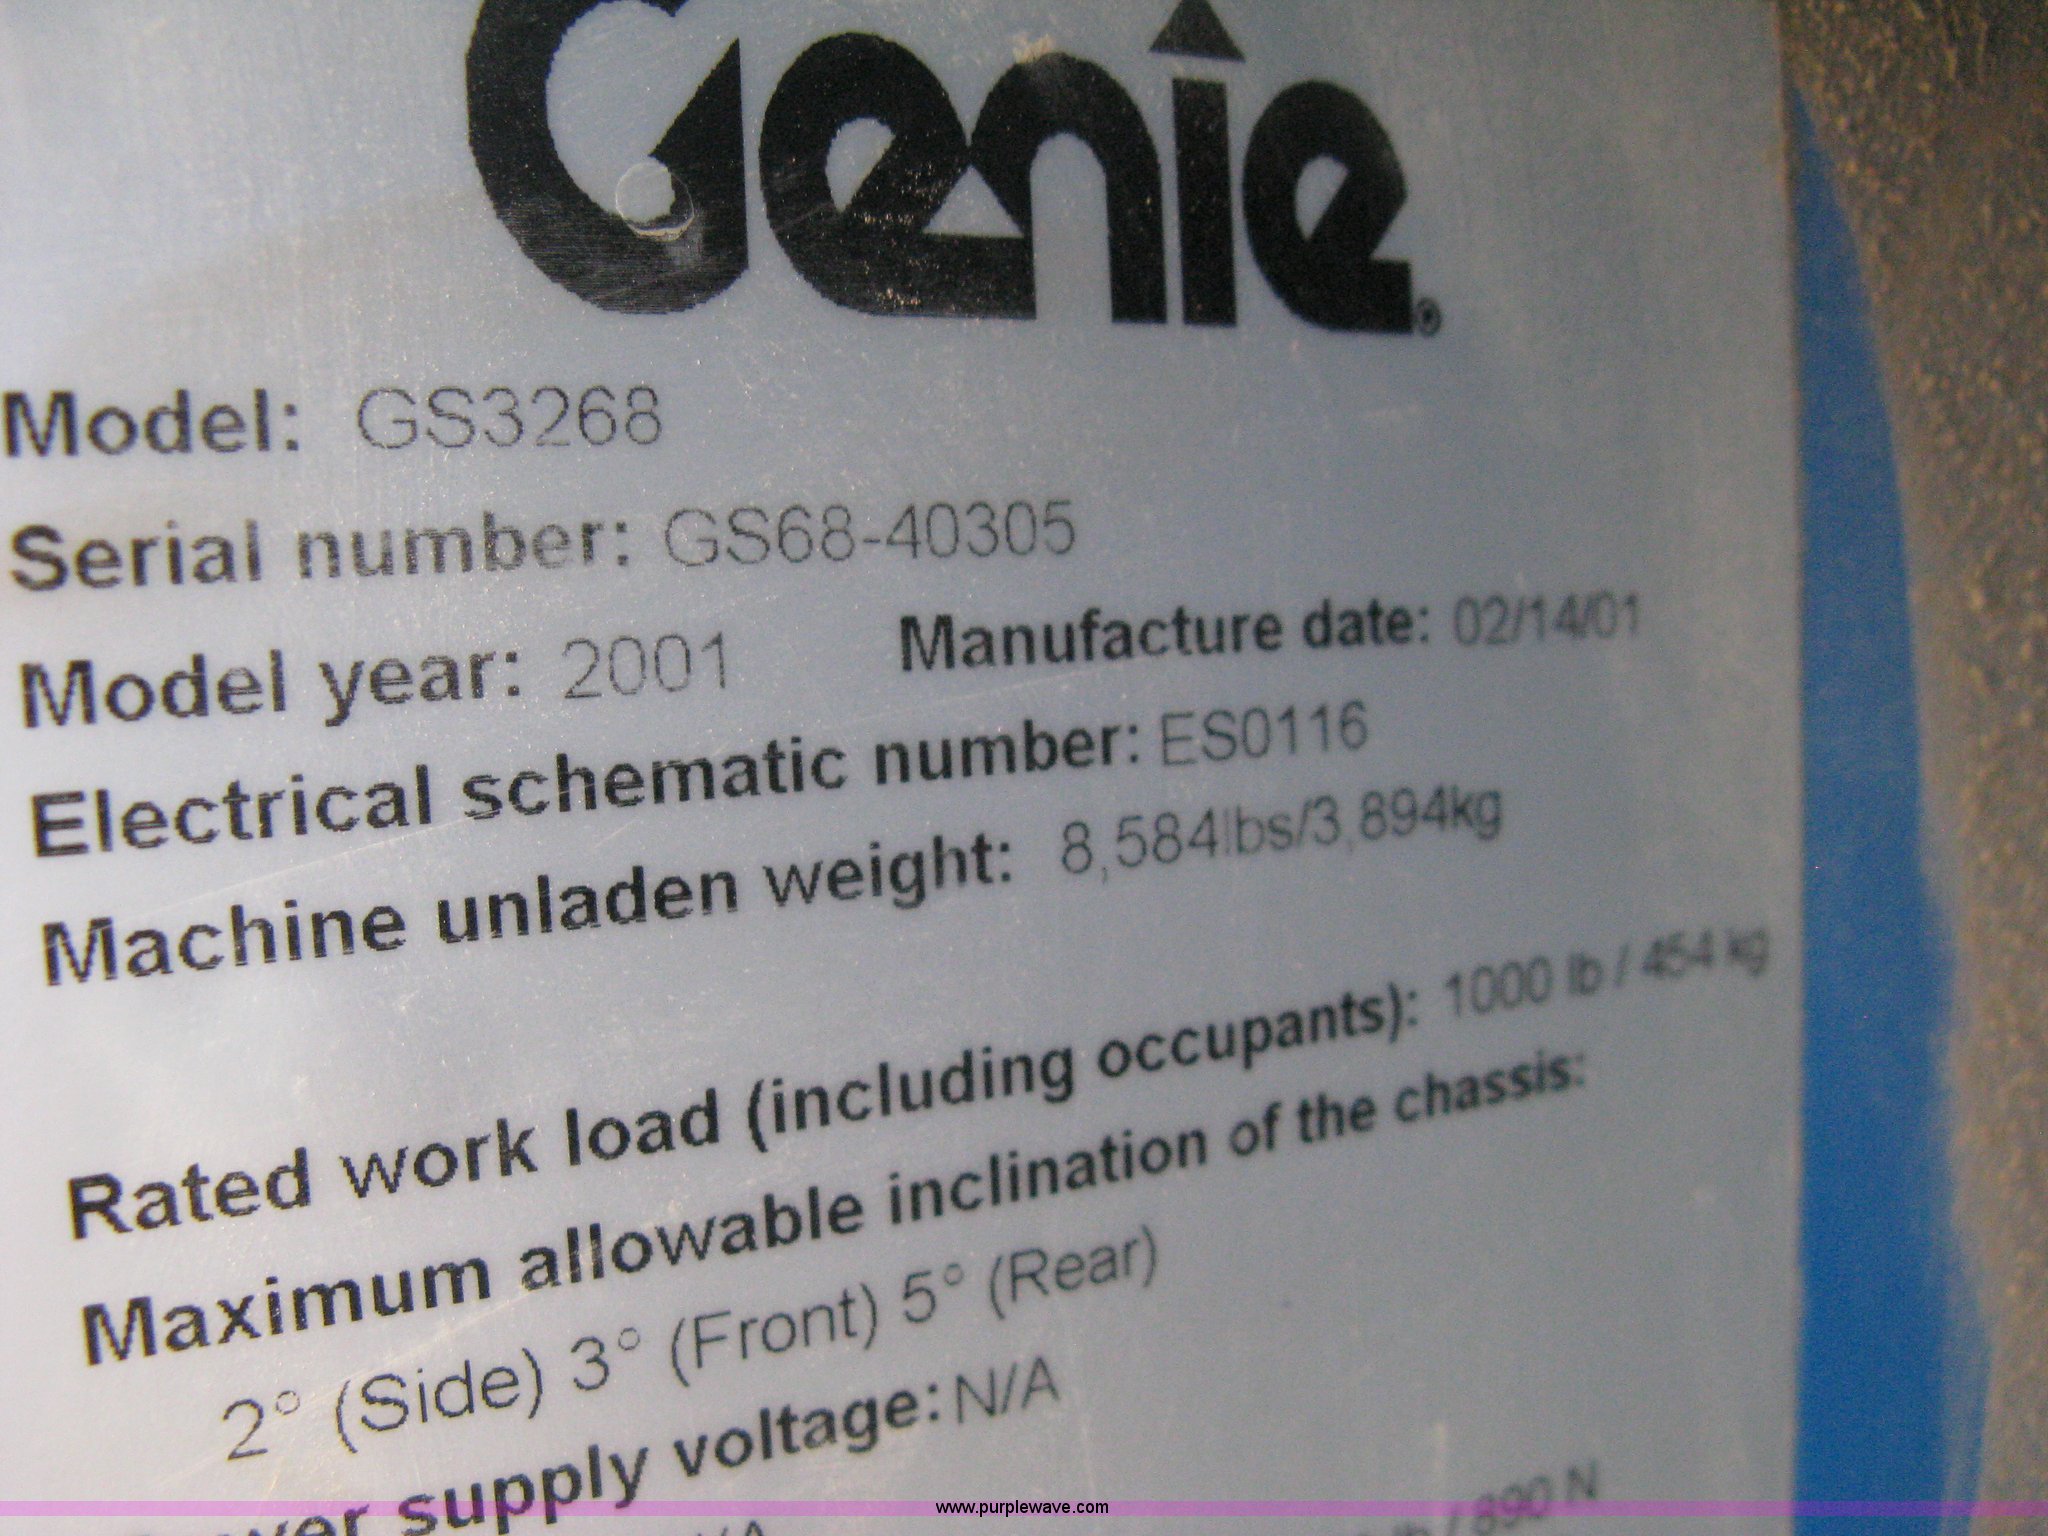 Genie®
Model: GS3268
Serial number: GS68-40305
Model year: 2001 Manufacture date: 02/14/01
Electrical schematic number: ES0116
Machine unladen weight: 8,584lbs/3,894kg
Rated work load (including occupants): 1000 lb / 454 kg
Maximum allowable inclination of the chassis:
2° (Side) 3° (Front) 5° (Rear)
supply voltage: N/A
/ 890 N
www.purplewave.com